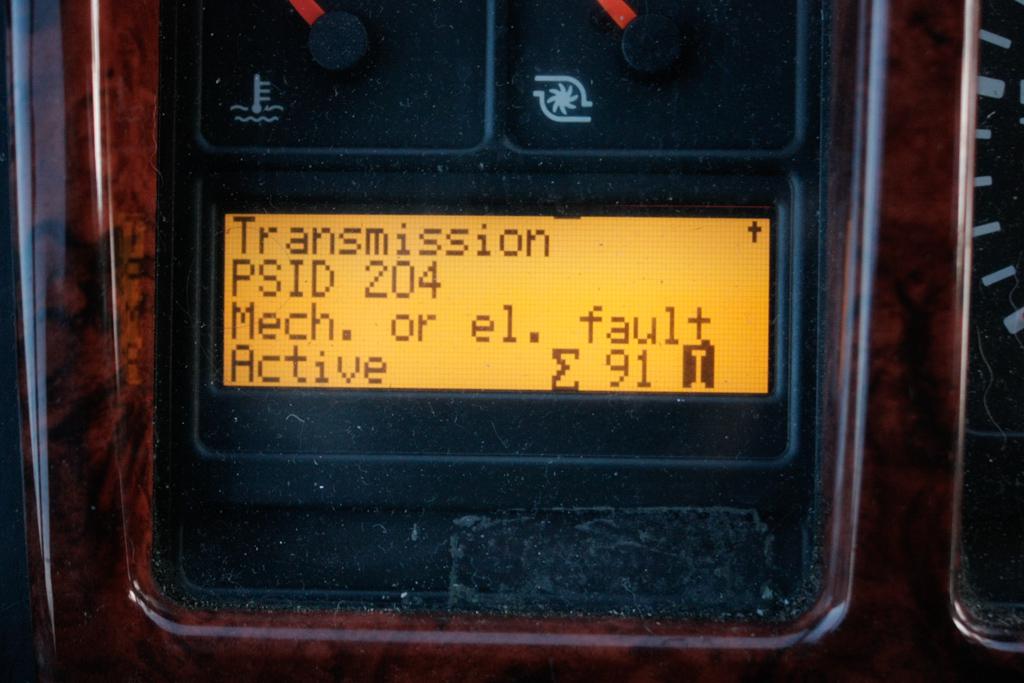 Transmission ↑
PSID 204
Mech. or el. fault
Active Σ 91